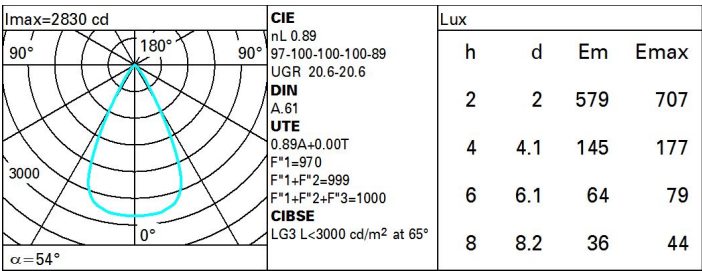 Imax=2830 cd
90°
180°
90°
3000
0°
α=54°
CIE
nL 0.89
97-100-100-100-89
UGR 20.6-20.6
DIN
A.61
UTE
0.89A+0.00T
F"1=970
F"1+F"2=999
F"1+F"2+F"3=1000
CIBSE
LG3 L<3000 cd/m² at 65°
Lux
h d Em Emax
2 2 579 707
4 4.1 145 177
6 6.1 64 79
8 8.2 36 44